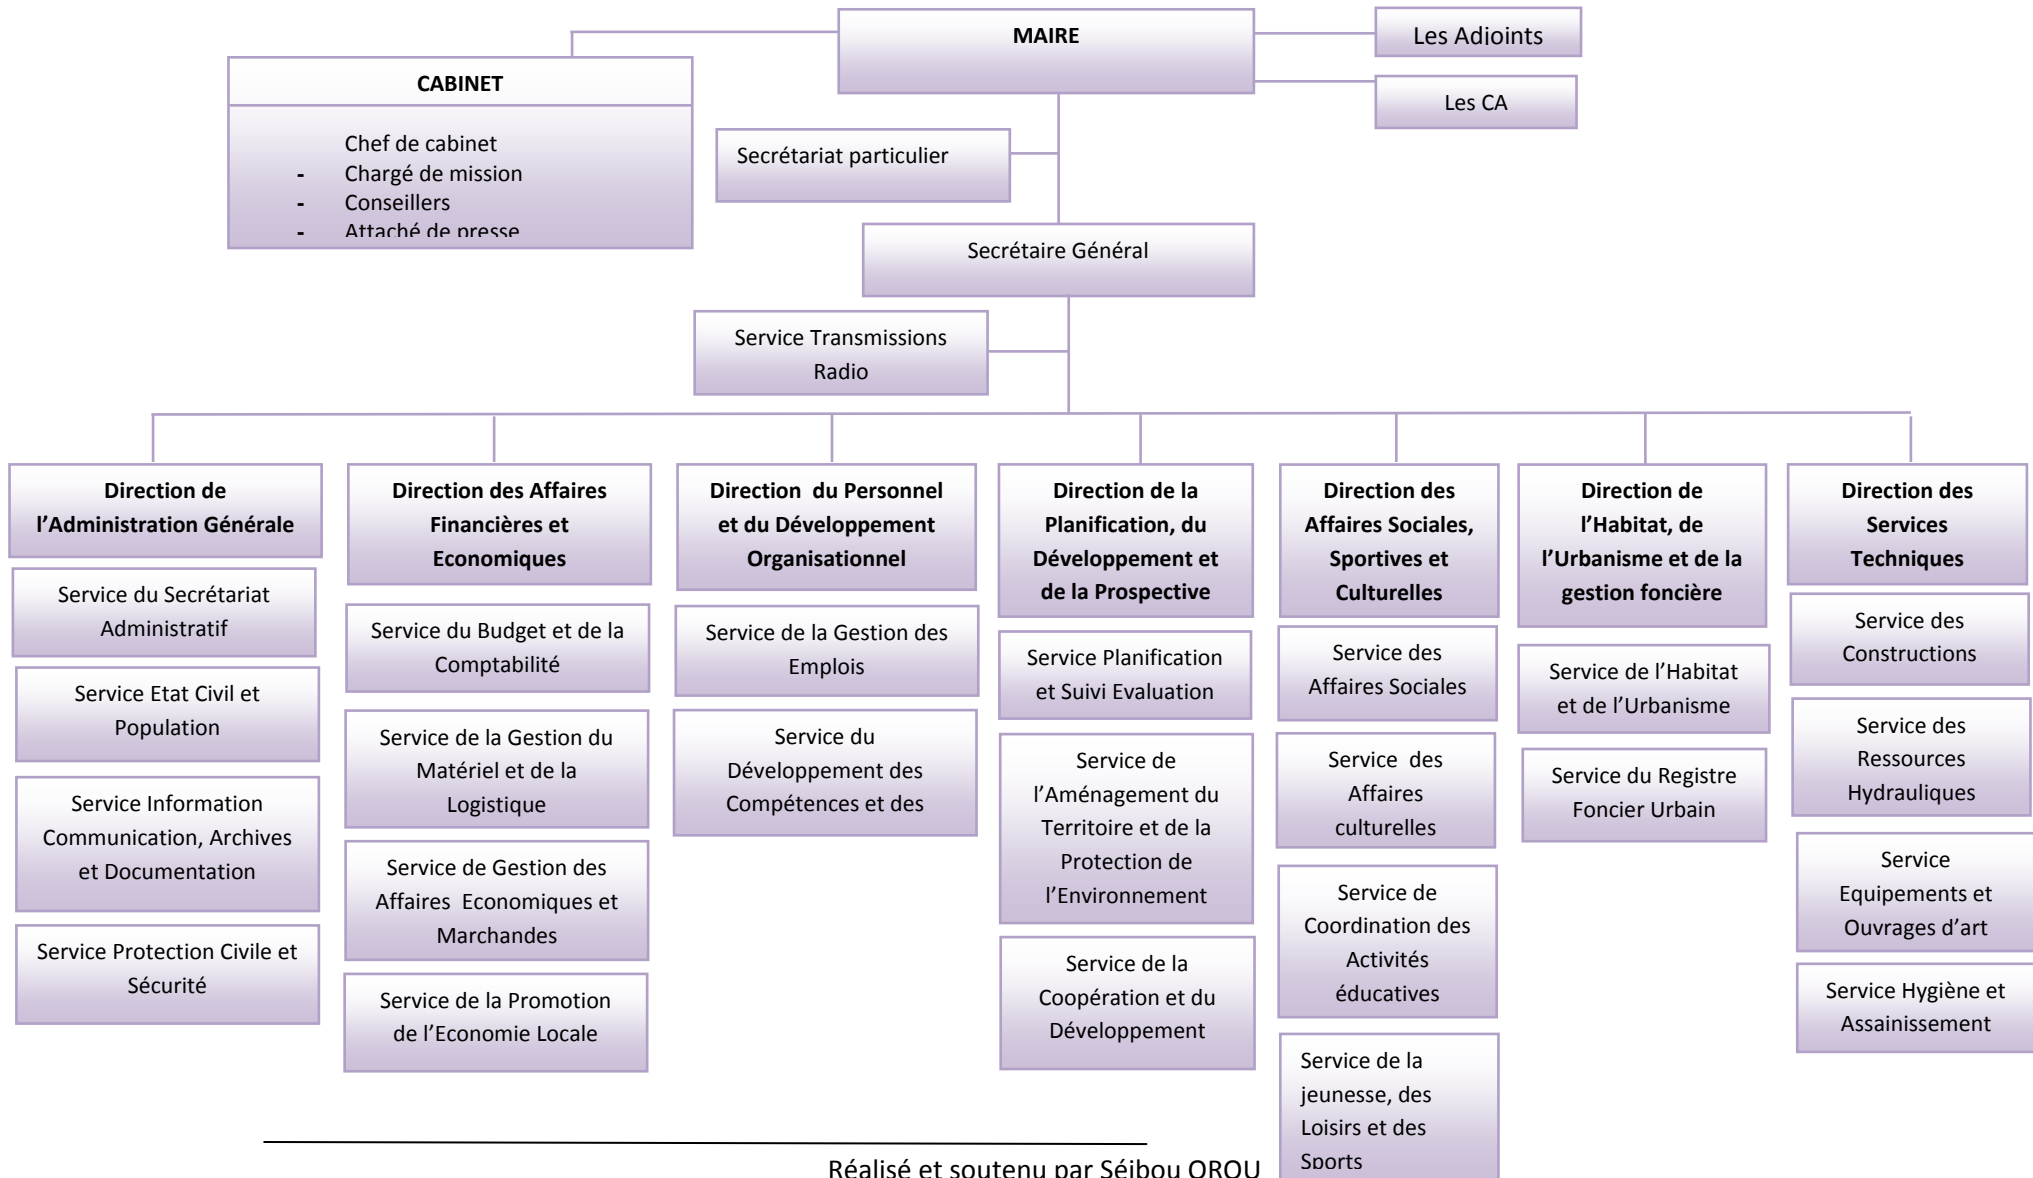 MAIRE
Les Adjoints
Les CA
CABINET
Chef de cabinet
- Chargé de mission
- Conseillers
- Attaché de presse
Secrétariat particulier
Secrétaire Général
Service Transmissions
Radio
Direction de
l’Administration Générale
Service du Secrétariat
Administratif
Service Etat Civil et
Population
Service Information
Communication, Archives
et Documentation
Service Protection Civile et
Sécurité
Direction des Affaires
Financières et
Economiques
Service du Budget et de la
Comptabilité
Service de la Gestion du
Matériel et de la
Logistique
Service de Gestion des
Affaires Economiques et
Marchandes
Service de la Promotion
de l’Economie Locale
Direction du Personnel
et du Développement
Organisationnel
Service de la Gestion des
Emplois
Service du
Développement des
Compétences et des
Direction de la
Planification, du
Développement et
de la Prospective
Service Planification
et Suivi Evaluation
Service de
l’Aménagement du
Territoire et de la
Protection de
l’Environnement
Service de la
Coopération et du
Développement
Direction des
Affaires Sociales,
Sportives et
Culturelles
Service des
Affaires Sociales
Service des
Affaires
culturelles
Service de
Coordination des
Activités
éducatives
Service de la
jeunesse, des
Loisirs et des
Sports
Direction de
l’Habitat, de
l’Urbanisme et de la
gestion foncière
Service de l’Habitat
et de l’Urbanisme
Service du Registre
Foncier Urbain
Direction des
Services
Techniques
Service des
Constructions
Service des
Ressources
Hydrauliques
Service
Equipements et
Ouvrages d’art
Service Hygiène et
Assainissement
Réalisé et soutenu par Séibou OROU